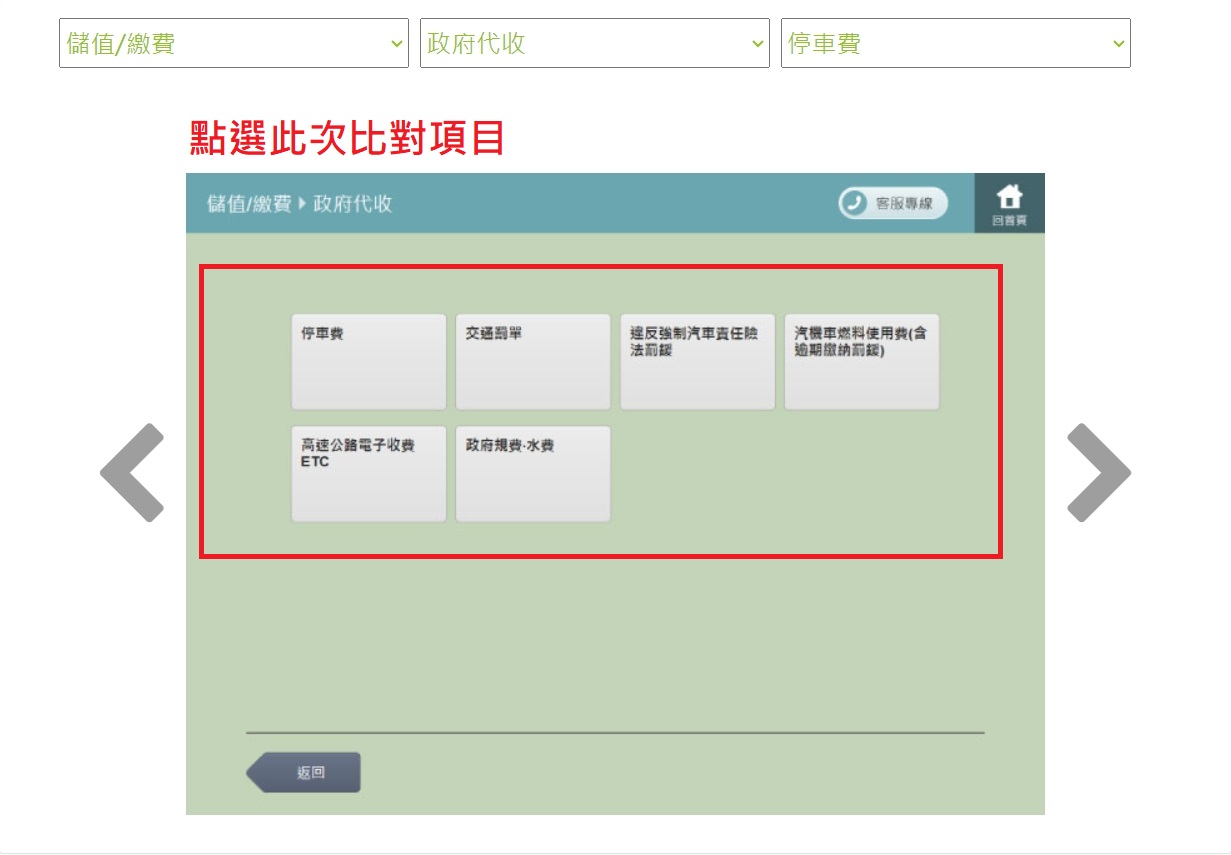 儲值/繳費 政府代收 停車費
點選此次比對項目
儲值/繳費 政府代收 客服專線 回首頁
停車費
交通罰單
違反強制汽車責任險
法罰鍰
汽機車燃料使用費(含
逾期繳納罰鍰)
高速公路電子收費
ETC
政府規費·水費
返回